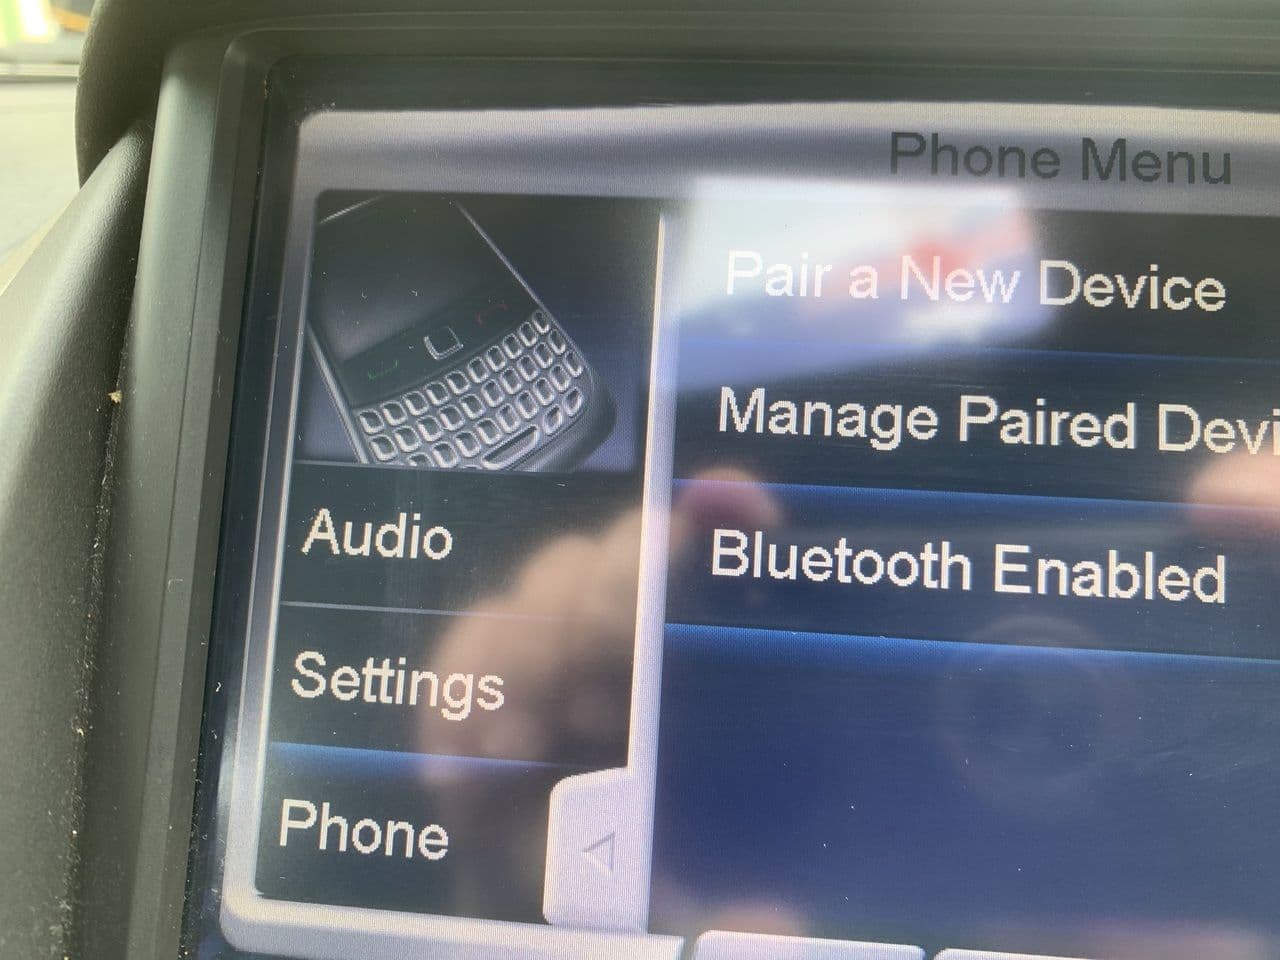 Phone Menu
Pair a New Device
Manage Paired Devi
Bluetooth Enabled
Audio
Settings
Phone